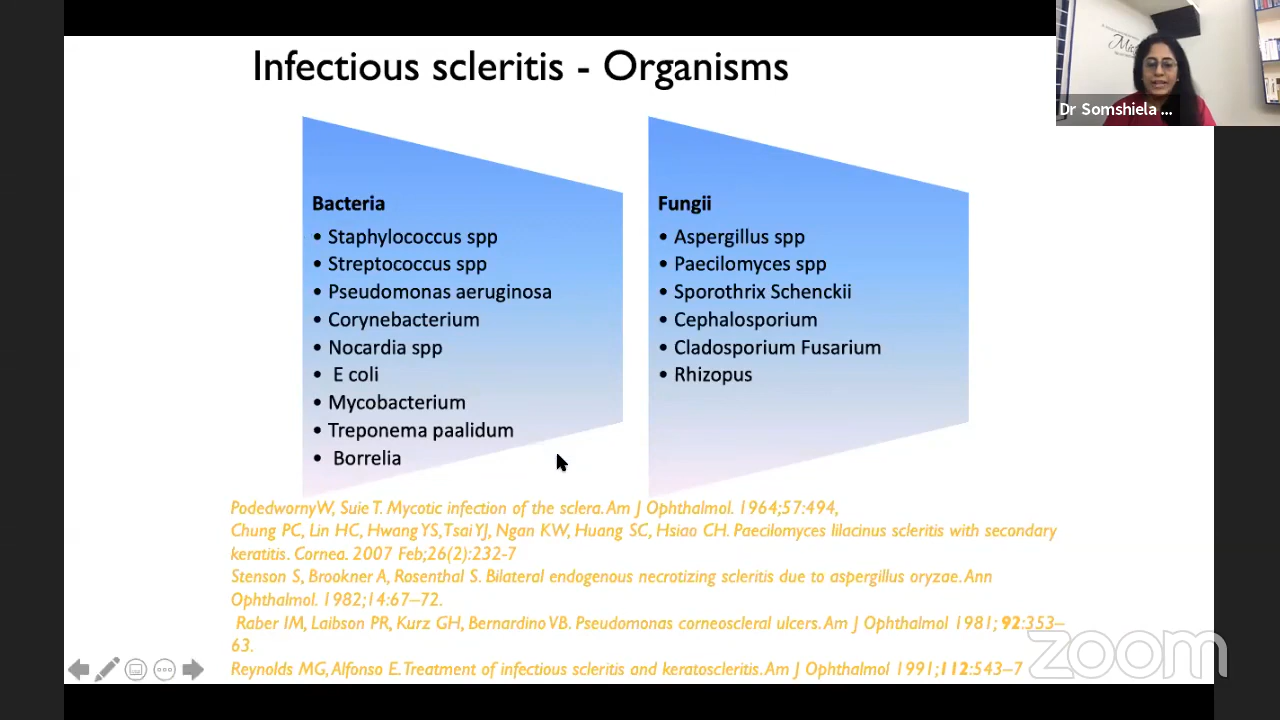 Infectious scleritis - Organisms
Dr Somshiela ...
Bacteria
• Staphylococcus spp
• Streptococcus spp
• Pseudomonas aeruginosa
• Corynebacterium
• Nocardia spp
• E coli
• Mycobacterium
• Treponema paalidum
• Borrelia
Fungii
• Aspergillus spp
• Paecilomyces spp
• Sporothrix Schenckii
• Cephalosporium
• Cladosporium Fusarium
• Rhizopus
PodedwornyW, Suie T. Mycotic infection of the sclera. Am J Ophthalmol. 1964;57:494,
Chung PC, Lin HC, Hwang YS, Tsai YJ, Ngan KW, Huang SC, Hsiao CH. Paecilomyces lilacinus scleritis with secondary
keratitis. Cornea. 2007 Feb;26(2):232-7
Stenson S, Brookner A, Rosenthal S. Bilateral endogenous necrotizing scleritis due to aspergillus oryzae. Ann
Ophthalmol. 1982;14:67–72.
Raber IM, Laibson PR, Kurz GH, Bernardino VB. Pseudomonas corneoscleral ulcers. Am J Ophthalmol 1981; 92:353–
63.
Reynolds MG, Alfonso E. Treatment of infectious scleritis and keratoscleritis. Am J Ophthalmol 1991;112:543–7
zoom